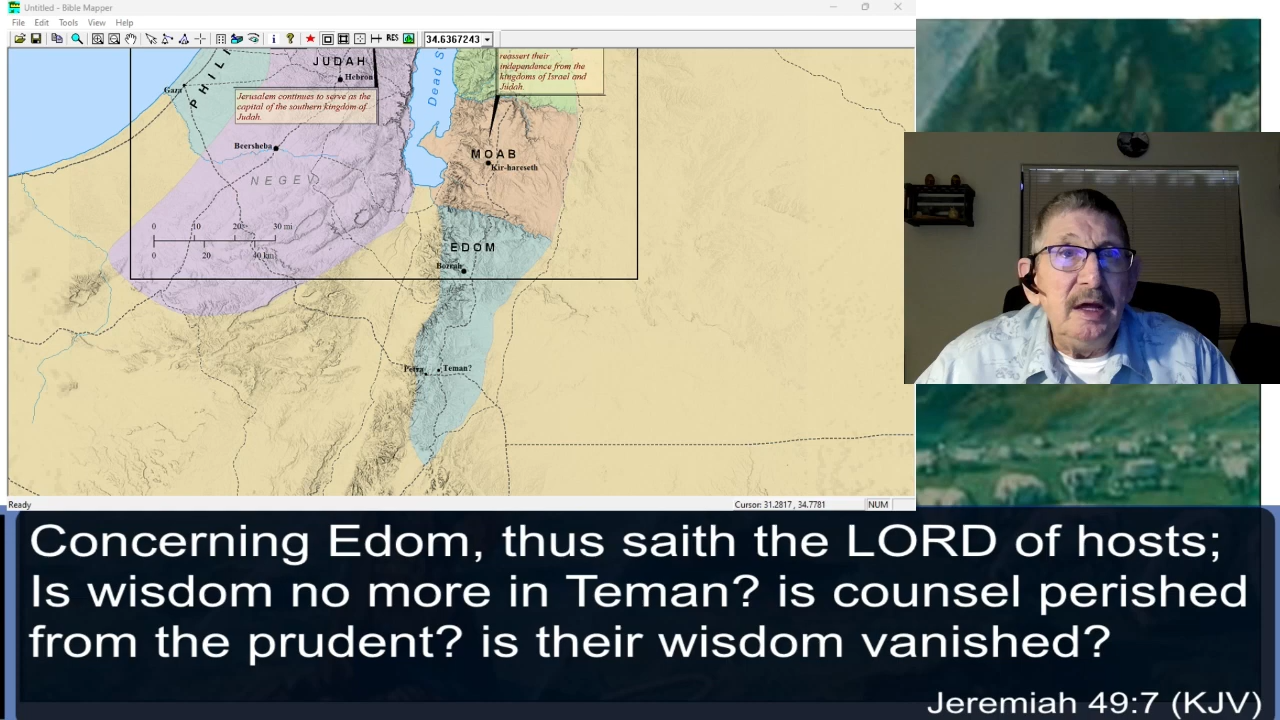 Untitled - Bible Mapper
File Edit Tools View Help
RES 34.6367243
JUDAH
Hebron
Gaza
Jerusalem continues to serve as the
capital of the southern kingdom of
Judah.
Dead S
reassert their
independence from the
kingdoms of Israel and
Judah.
Beersheba
MOAB
Kir-hareseth
NEGEV
0 10 20 30 mi
0 20 40 km
EDOM
Bozrah
Petra
Teman?
PHIL
Ready
Cursor: 31.2817 , 34.7781
NUM
Concerning Edom, thus saith the LORD of hosts;
Is wisdom no more in Teman? is counsel perished
from the prudent? is their wisdom vanished?
Jeremiah 49:7 (KJV)